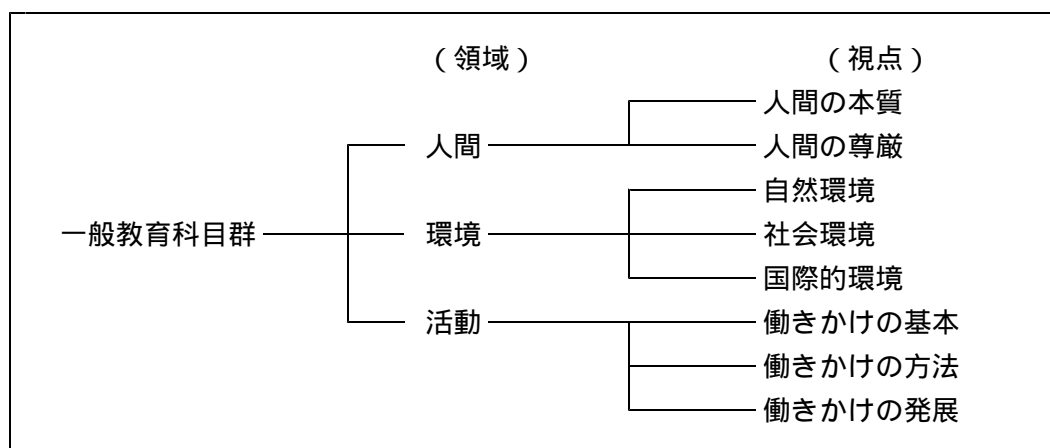 (領域) (視点)
人間の本質
人間 人間の尊厳
自然環境
一般教育科目群 環境 社会環境
国際的環境
活動 働きかけの基本
働きかけの方法
働きかけの発展